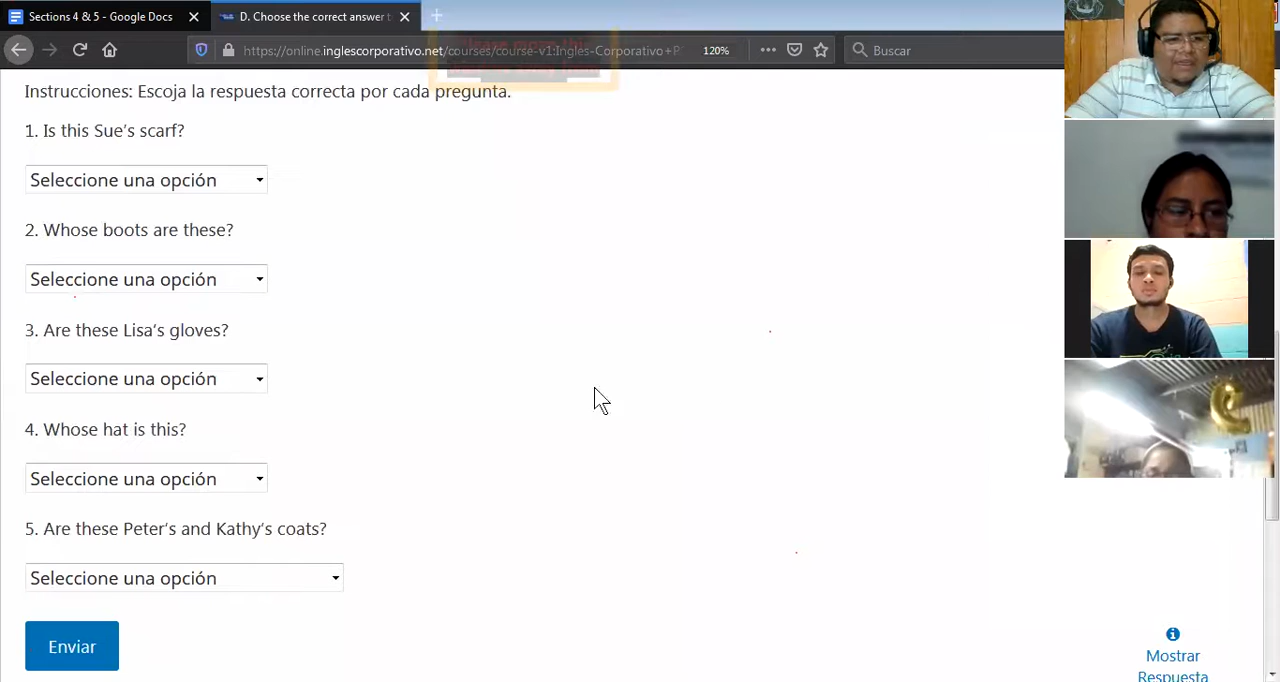 Sections 4 & 5 - Google Docs
D. Choose the correct answer t
https://online.inglescorporativo.net/courses/course-v1:Ingles-Corporativo+P
120%
Buscar
Instrucciones: Escoja la respuesta correcta por cada pregunta.
1. Is this Sue's scarf?
Seleccione una opción
2. Whose boots are these?
Seleccione una opción
3. Are these Lisa's gloves?
Seleccione una opción
4. Whose hat is this?
Seleccione una opción
5. Are these Peter's and Kathy's coats?
Seleccione una opción
Enviar
Mostrar
Respuesta